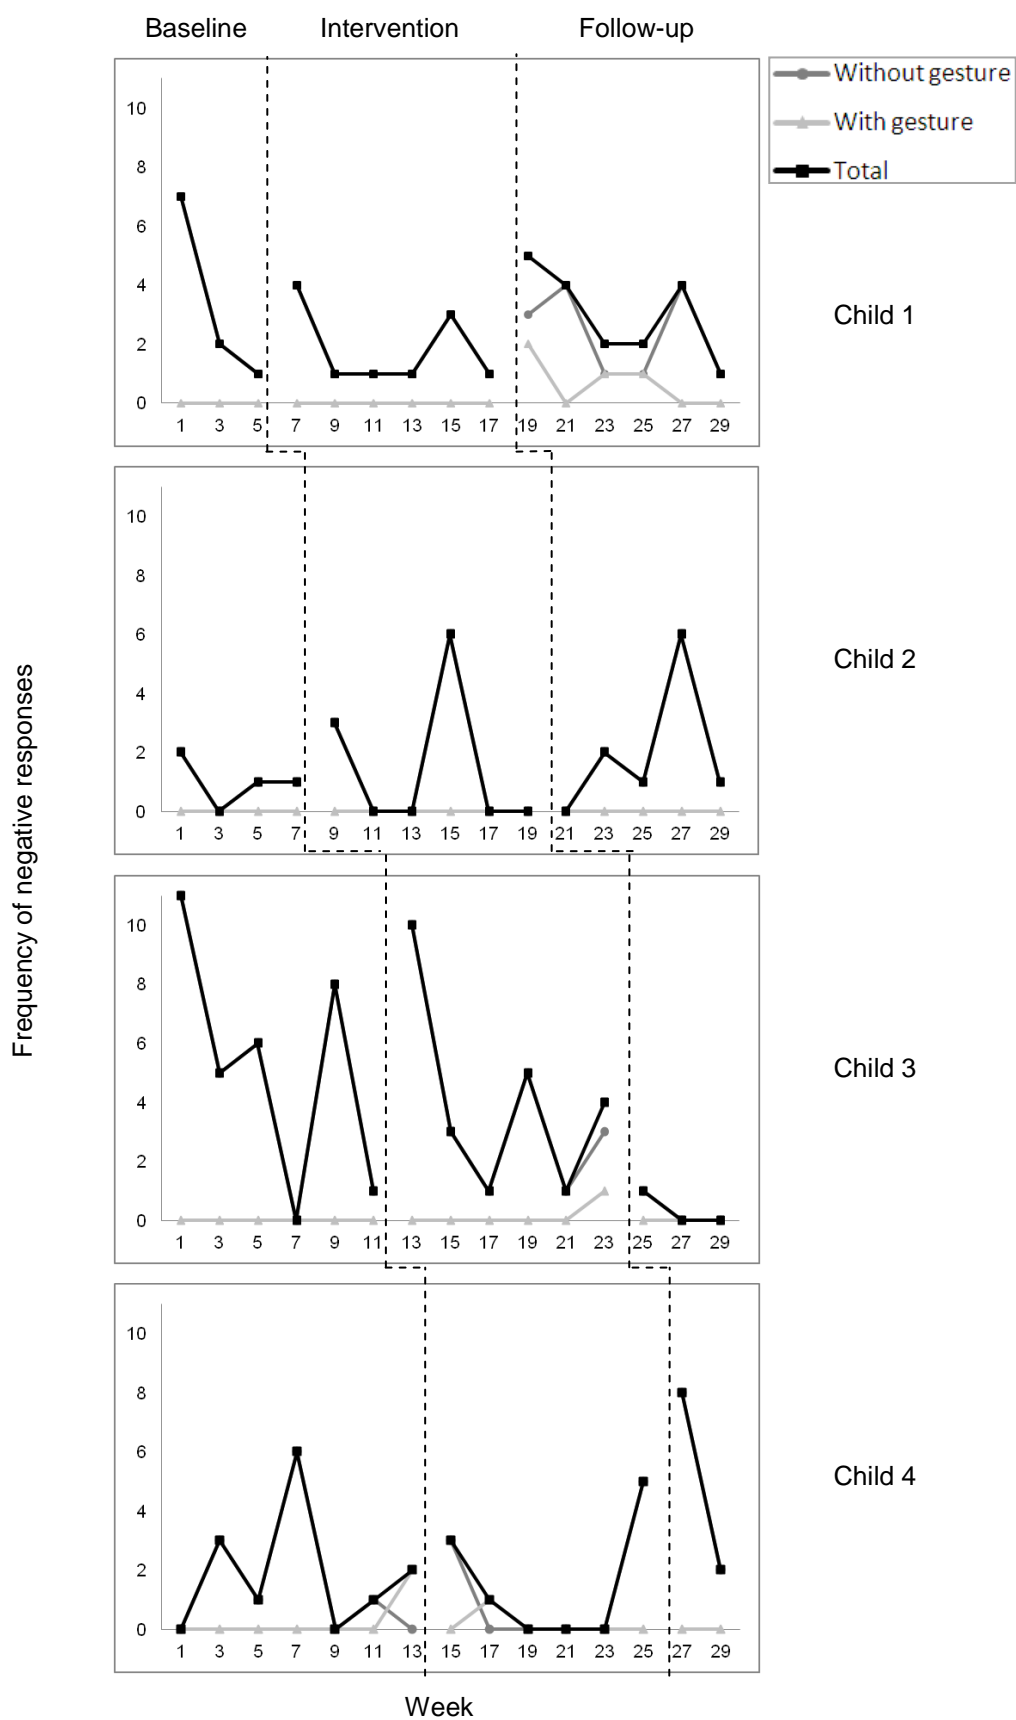 Baseline Intervention Follow-up
Without gesture
With gesture
Total
10
8
6
4
2
0
1 3 5 7 9 11 13 15 17 19 21 23 25 27 29
Child 1
10
8
6
4
2
0
1 3 5 7 9 11 13 15 17 19 21 23 25 27 29
Child 2
Frequency of negative responses
10
8
6
4
2
0
1 3 5 7 9 11 13 15 17 19 21 23 25 27 29
Child 3
10
8
6
4
2
0
1 3 5 7 9 11 13 15 17 19 21 23 25 27 29
Child 4
Week